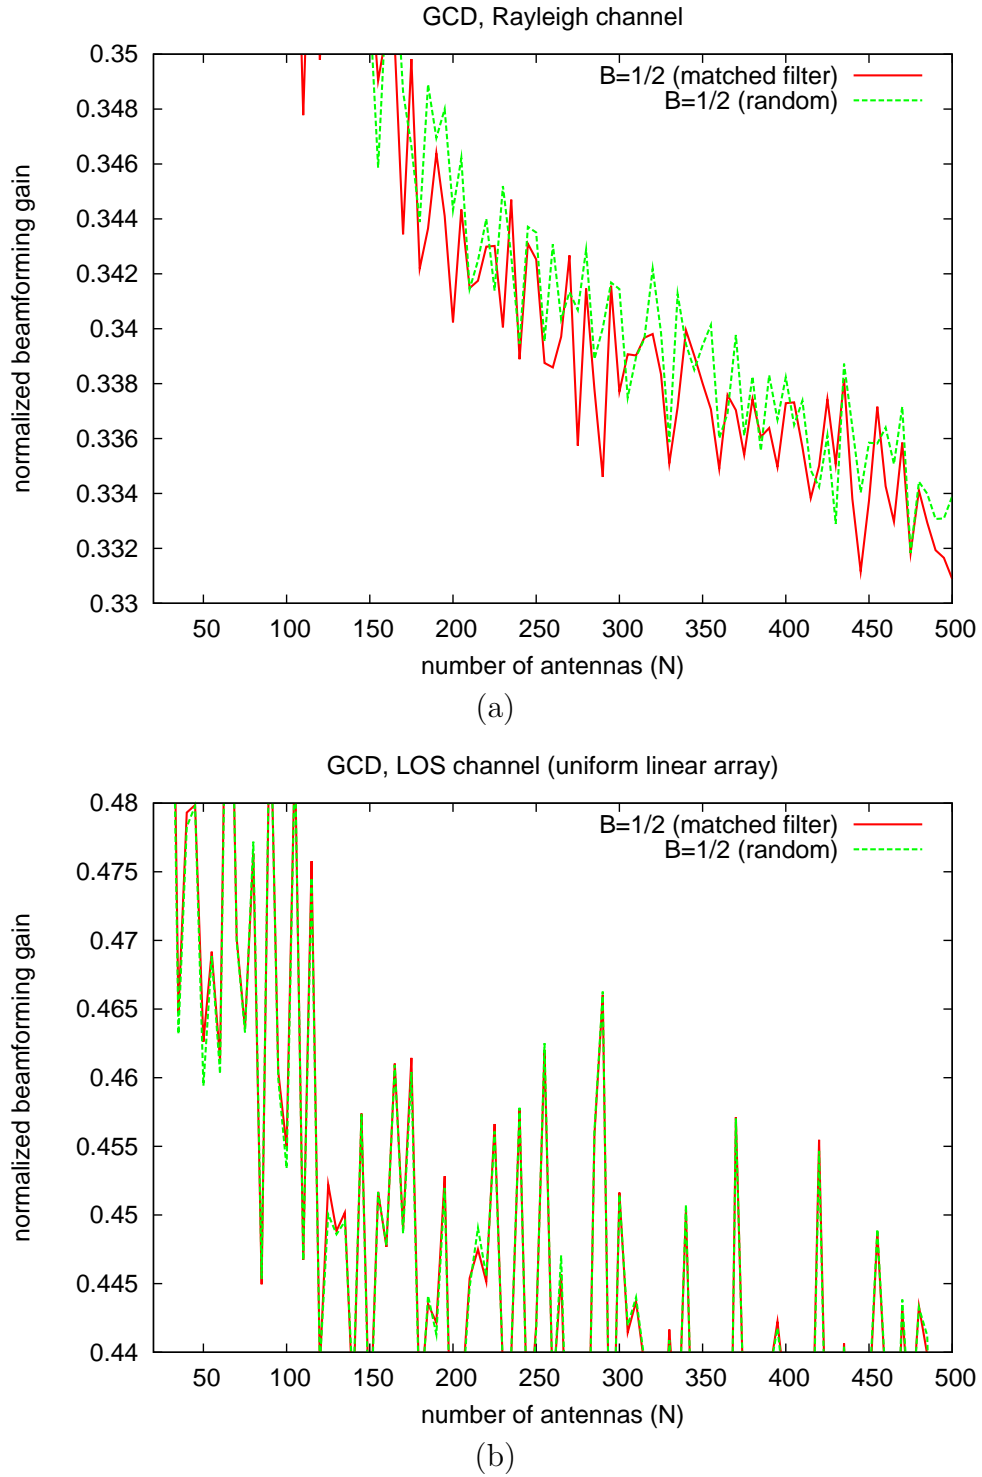 GCD, Rayleigh channel
0.35
0.348
0.346
0.344
0.342
0.34
0.338
0.336
0.334
0.332
0.33
normalized beamforming gain
B=1/2 (matched filter)
B=1/2 (random)
50 100 150 200 250 300 350 400 450 500
number of antennas (N)
(a)
GCD, LOS channel (uniform linear array)
0.48
0.475
0.47
0.465
0.46
0.455
0.45
0.445
0.44
normalized beamforming gain
B=1/2 (matched filter)
B=1/2 (random)
50 100 150 200 250 300 350 400 450 500
number of antennas (N)
(b)